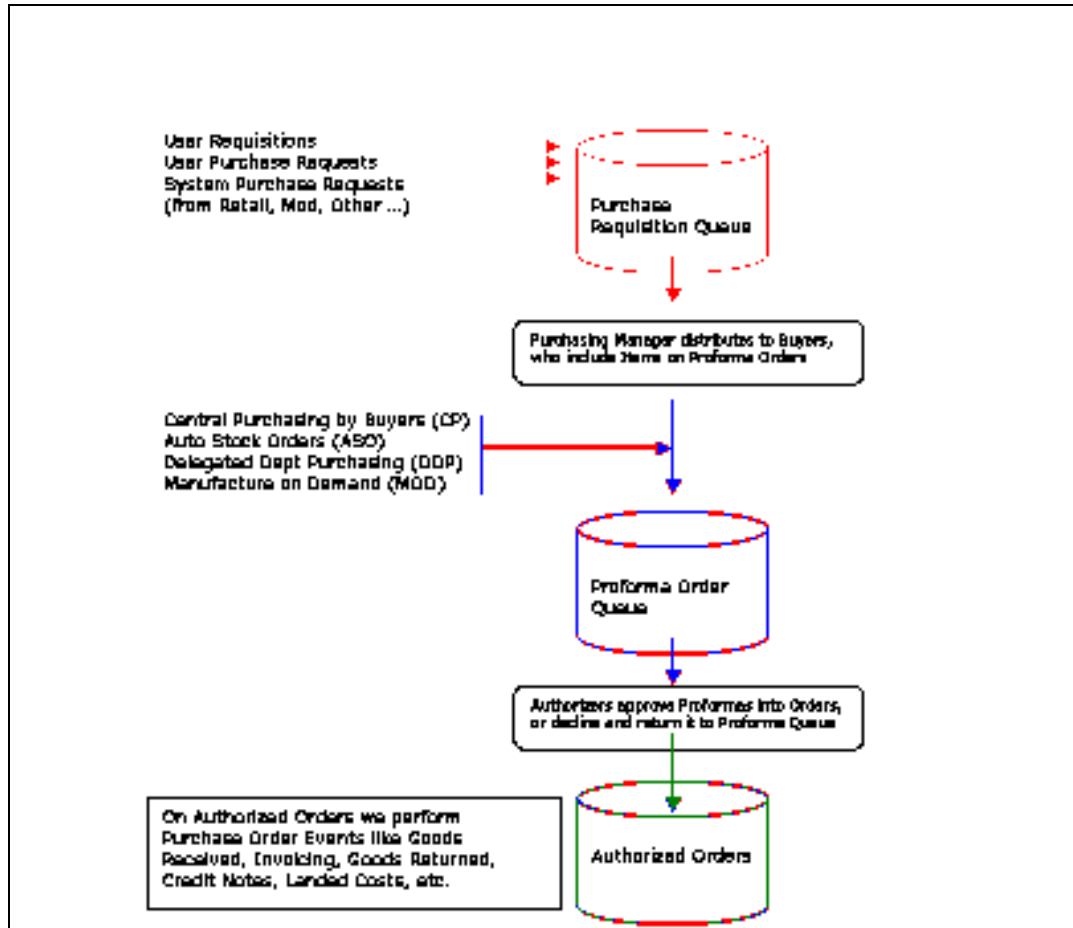 User Requisitions
User Purchase Requests
System Purchase Requests
(from Retail, Mod, Other ...)
Purchase
Requisition Queue
Purchasing Manager distributes to Buyers,
who include Items on Proforma Orders
Central Purchasing by Buyers (CP)
Auto Stock Orders (ASO)
Delegated Dept Purchasing (DDP)
Manufacture on Demand (MOD)
Proforma Order
Queue
Authorizers approve Proformas into Orders,
or decline and return it to Proforma Queue
On Authorized Orders we perform
Purchase Order Events like Goods
Received, Invoicing, Goods Returned,
Credit Notes, Landed Costs, etc.
Authorized Orders